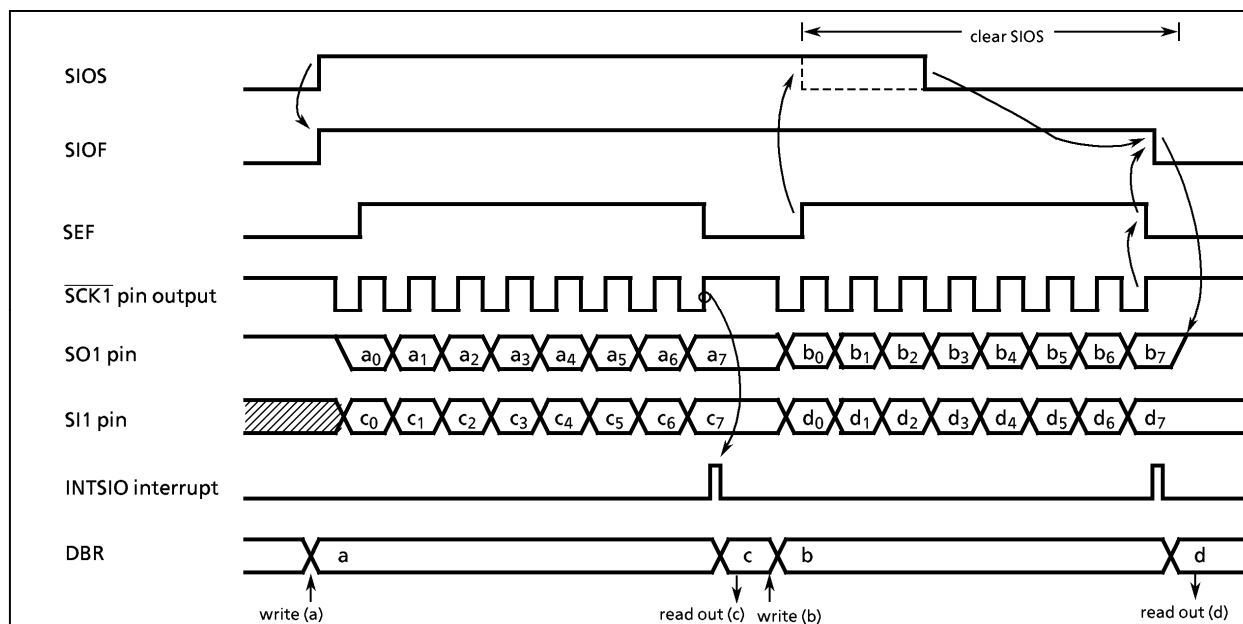 clear SIOS
SIOS
SIOF
SEF
SCK1 pin output
SO1 pin a0 a1 a2 a3 a4 a5 a6 a7 b0 b1 b2 b3 b4 b5 b6 b7
SI1 pin c0 c1 c2 c3 c4 c5 c6 c7 d0 d1 d2 d3 d4 d5 d6 d7
INTSIO interrupt
DBR a c b d
write (a) read out (c) write (b) read out (d)